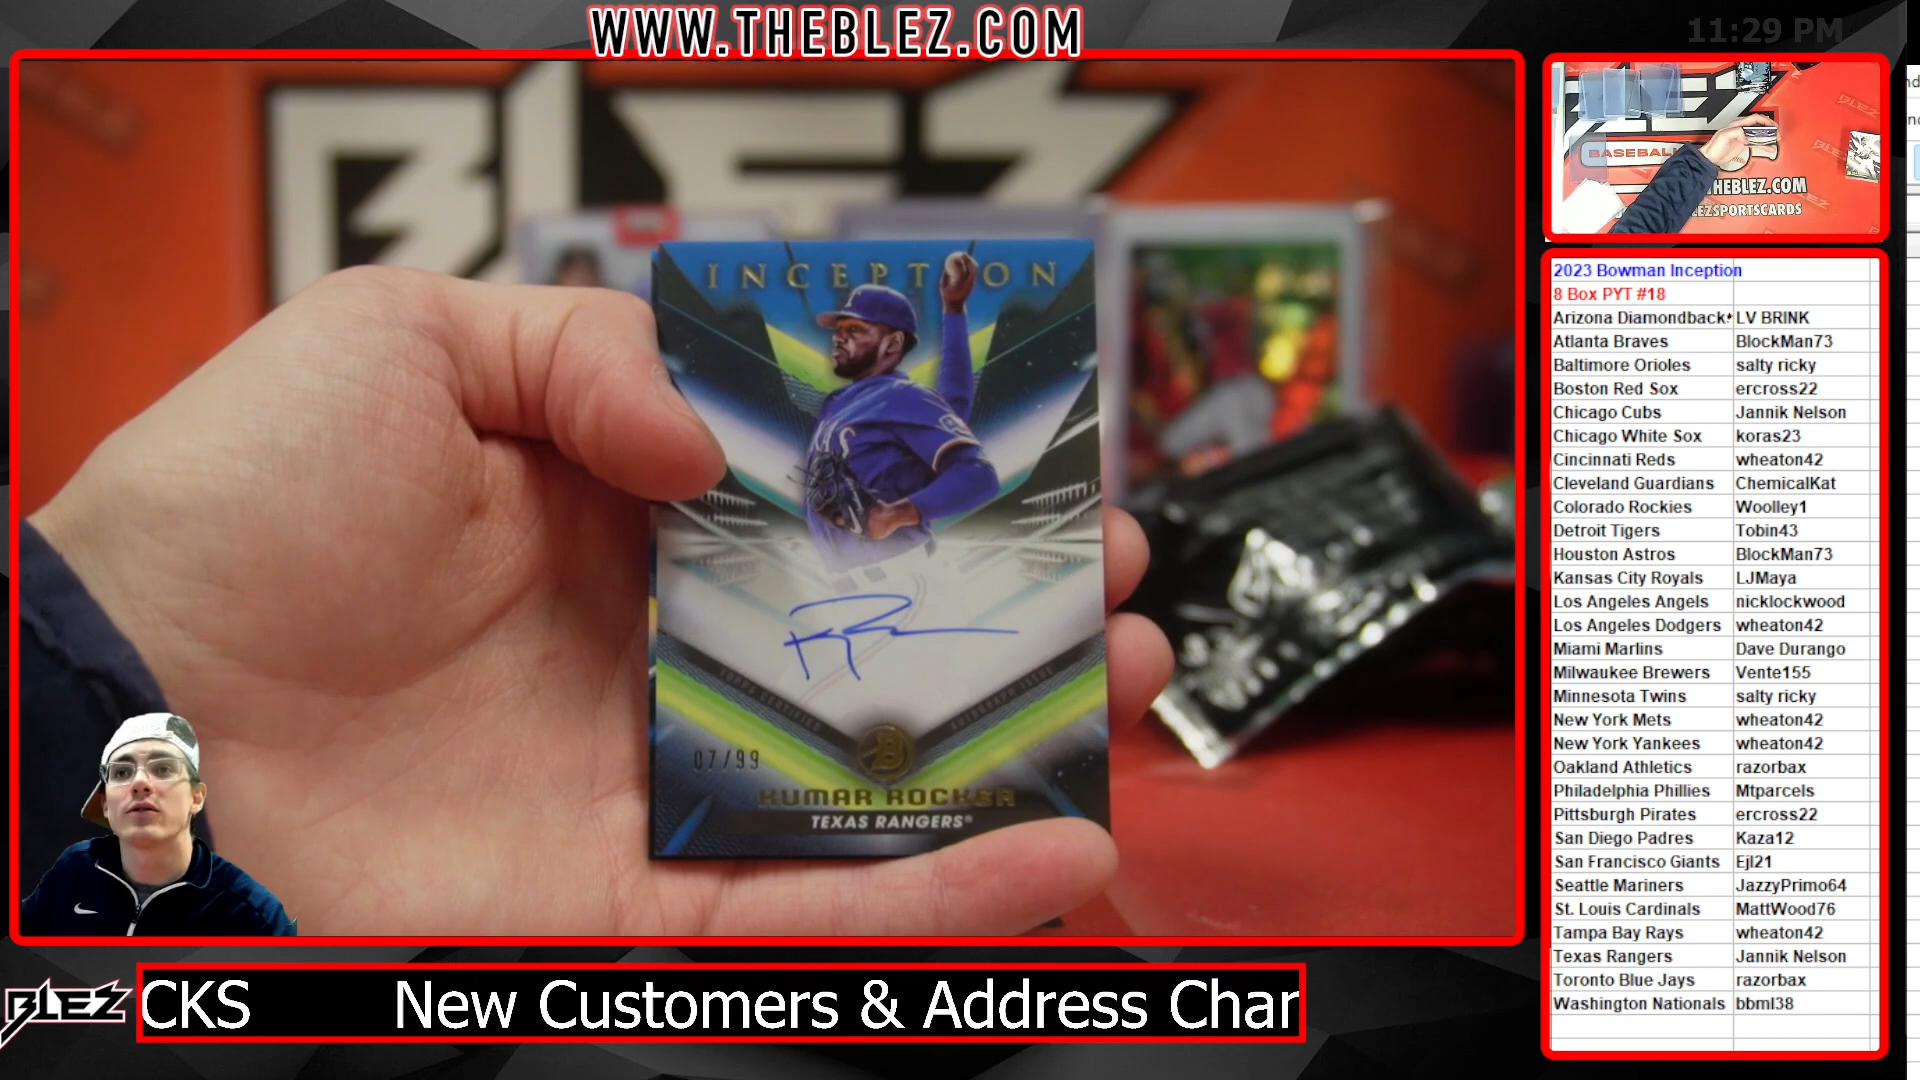 WWW.THEBLEZ.COM
11:29 PM
BLEZ
INCEPTION
TOPPS CERTIFIED
AUTOGRAPH ISSUE
07/99
KUMAR ROCKER
TEXAS RANGERS
BASEBALL
THEBLEZ.COM
LEZSPORTSCARDS
2023 Bowman Inception
8 Box PYT #18
Arizona Diamondback LV BRINK
Atlanta Braves BlockMan73
Baltimore Orioles salty ricky
Boston Red Sox ercross22
Chicago Cubs Jannik Nelson
Chicago White Sox koras23
Cincinnati Reds wheaton42
Cleveland Guardians ChemicalKat
Colorado Rockies Woolley1
Detroit Tigers Tobin43
Houston Astros BlockMan73
Kansas City Royals LJMaya
Los Angeles Angels nicklockwood
Los Angeles Dodgers wheaton42
Miami Marlins Dave Durango
Milwaukee Brewers Vente155
Minnesota Twins salty ricky
New York Mets wheaton42
New York Yankees wheaton42
Oakland Athletics razorbax
Philadelphia Phillies Mtparcels
Pittsburgh Pirates ercross22
San Diego Padres Kaza12
San Francisco Giants Ejl21
Seattle Mariners JazzyPrimo64
St. Louis Cardinals MattWood76
Tampa Bay Rays wheaton42
Texas Rangers Jannik Nelson
Toronto Blue Jays razorbax
Washington Nationals bbml38
BLEZ
CKS New Customers & Address Char